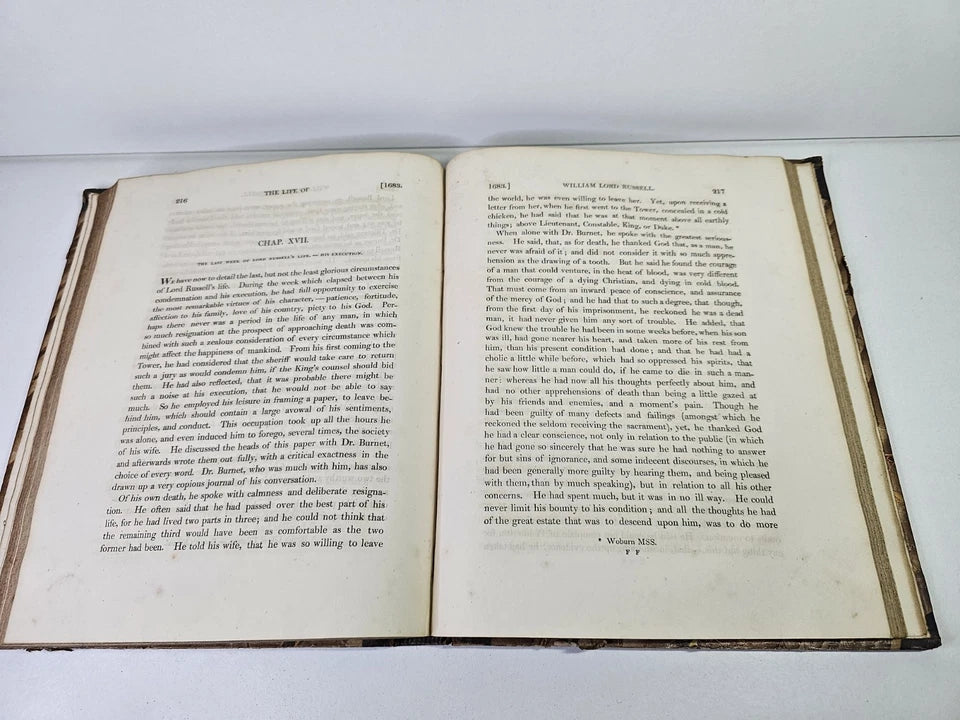 216 THE LIFE OF [1683.
CHAP. XVII.
THE LAST WEEK OF LORD RUSSELL'S LIFE. — HIS EXECUTION.
We have now to detail the last, but not the least glorious circumstances
of Lord Russell's life. During the week which elapsed between his
condemnation and his execution, he had full opportunity to exercise
the most remarkable virtues of his character, — patience, fortitude,
affection to his family, love of his country, piety to his God. Per-
haps there never was a period in the life of any man, in which
so much resignation at the prospect of approaching death was com-
bined with such a zealous consideration of every circumstance which
might affect the happiness of mankind. From his first coming to the
Tower, he had considered that the sheriff would take care to return
such a jury as would condemn him, if the King's counsel should bid
them. He had also reflected, that it was probable there might be
such a noise at his execution, that he would not be able to say
much. So he employed his leisure in framing a paper, to leave be-
hind him, which should contain a large avowal of his sentiments,
principles, and conduct. This occupation took up all the hours he
was alone, and even induced him to forego, several times, the society
of his wife. He discussed the heads of this paper with Dr. Burnet,
and afterwards wrote them out fully, with a critical exactness in the
choice of every word. Dr. Burnet, who was much with him, has also
drawn up a very copious journal of his conversation.
Of his own death, he spoke with calmness and deliberate resigna-
tion. He often said that he had passed over the best part of his
life, for he had lived two parts in three; and he could not think that
the remaining third would have been as comfortable as the two
former had been. He told his wife, that he was so willing to leave
1683.] WILLIAM LORD RUSSELL. 217
the world, he was even willing to leave her. Yet, upon receiving a
letter from her, when he first went to the Tower, concealed in a cold
chicken, he had said that he was at that moment above all earthly
things; above Lieutenant, Constable, King, or Duke.*
When alone with Dr. Burnet, he spoke with the greatest serious-
ness. He said, that, as for death, he thanked God that, as a man, he
never was afraid of it; and did not consider it with so much appre-
hension as the drawing of a tooth. But he said he found the courage
of a man that could venture, in the heat of blood, was very different
from the courage of a dying Christian, and dying in cold blood.
That must come from an inward peace of conscience, and assurance
of the mercy of God; and he had that to such a degree, that though,
from the first day of his imprisonment, he reckoned he was a dead
man, it had never given him any sort of trouble. He added, that
God knew the trouble he had been in some weeks before, when his son
was ill, had gone nearer his heart, and taken more of his rest from
him, than his present condition had done; and that he had had a
cholic a little while before, which had so oppressed his spirits, that
he saw how little a man could do, if he came to die in such a man-
ner: whereas he had now all his thoughts perfectly about him, and
had no other apprehensions of death than being a little gazed at
by his friends and enemies, and a moment's pain. Though he
had been guilty of many defects and failings (amongst which he
reckoned the seldom receiving the sacrament), yet, he thanked God
he had a clear conscience, not only in relation to the public (in which
he had gone so sincerely that he was sure he had nothing to answer
for but sins of ignorance, and some indecent discourses, in which he
had been generally more guilty by hearing them, and being pleased
with them, than by much speaking), but in relation to all his other
concerns. He had spent much, but it was in no ill way. He could
never limit his bounty to his condition; and all the thoughts he had
of the great estate that was to descend upon him, was to do more
* Woburn MSS.
F F